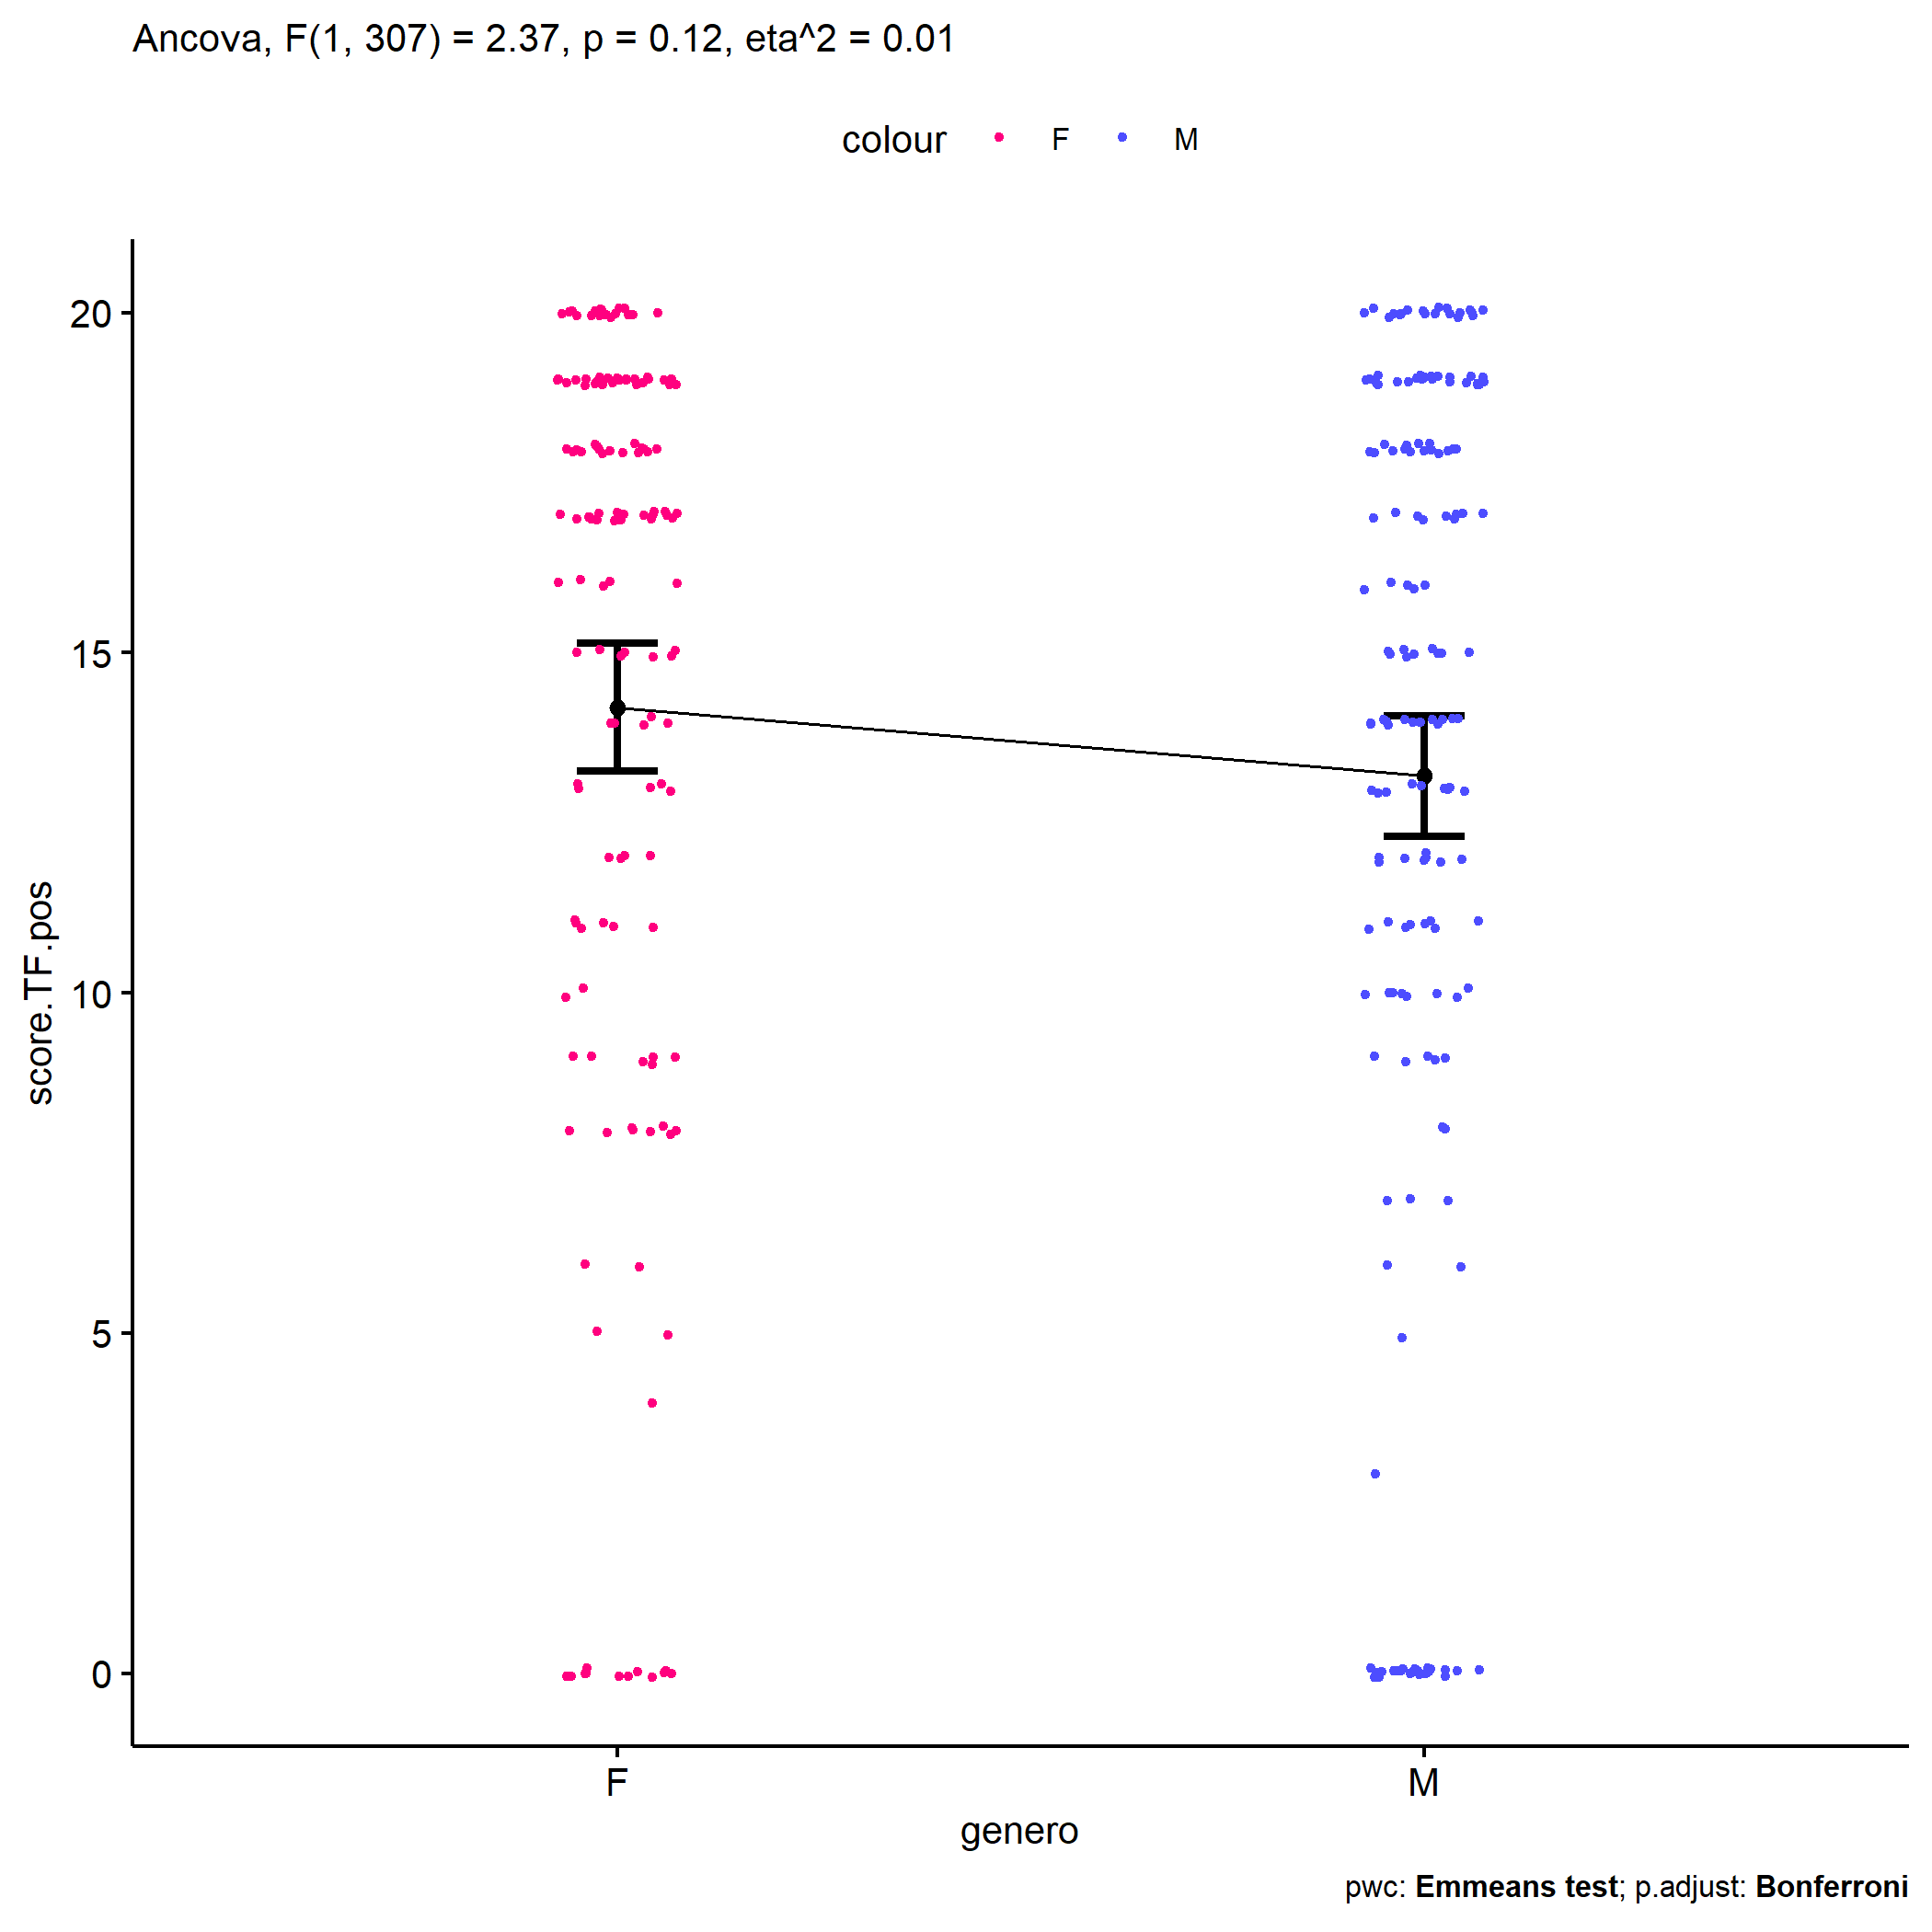 Ancova, F(1, 307) = 2.37, p = 0.12, eta^2 = 0.01
colour F M
20
15
10
5
0
score.TF.pos
F M
genero
pwc: Emmeans test; p.adjust: Bonferroni